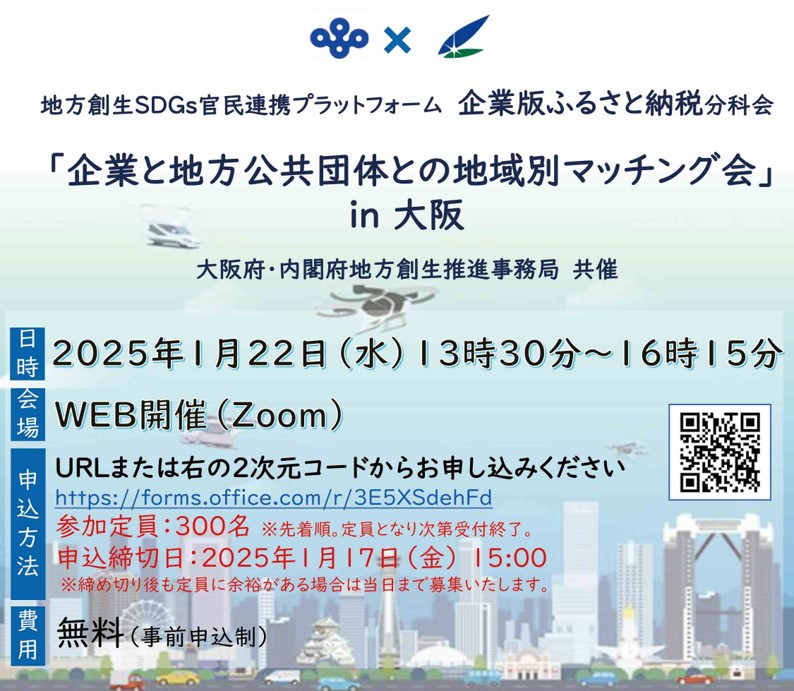 地方創生SDGs官民連携プラットフォーム 企業版ふるさと納税分科会
「企業と地方公共団体との地域別マッチング会」
in 大阪
大阪府・内閣府地方創生推進事務局 共催
日時 2025年1月22日(水)13時30分～16時15分
会場 WEB開催(Zoom)
申込方法 URLまたは右の2次元コードからお申し込みください
https://forms.office.com/r/3E5XSdehFd
参加定員:300名 ※先着順。定員となり次第受付終了。
申込締切日:2025年1月17日(金) 15:00
※締め切り後も定員に余裕がある場合は当日まで募集いたします。
費用 無料(事前申込制)